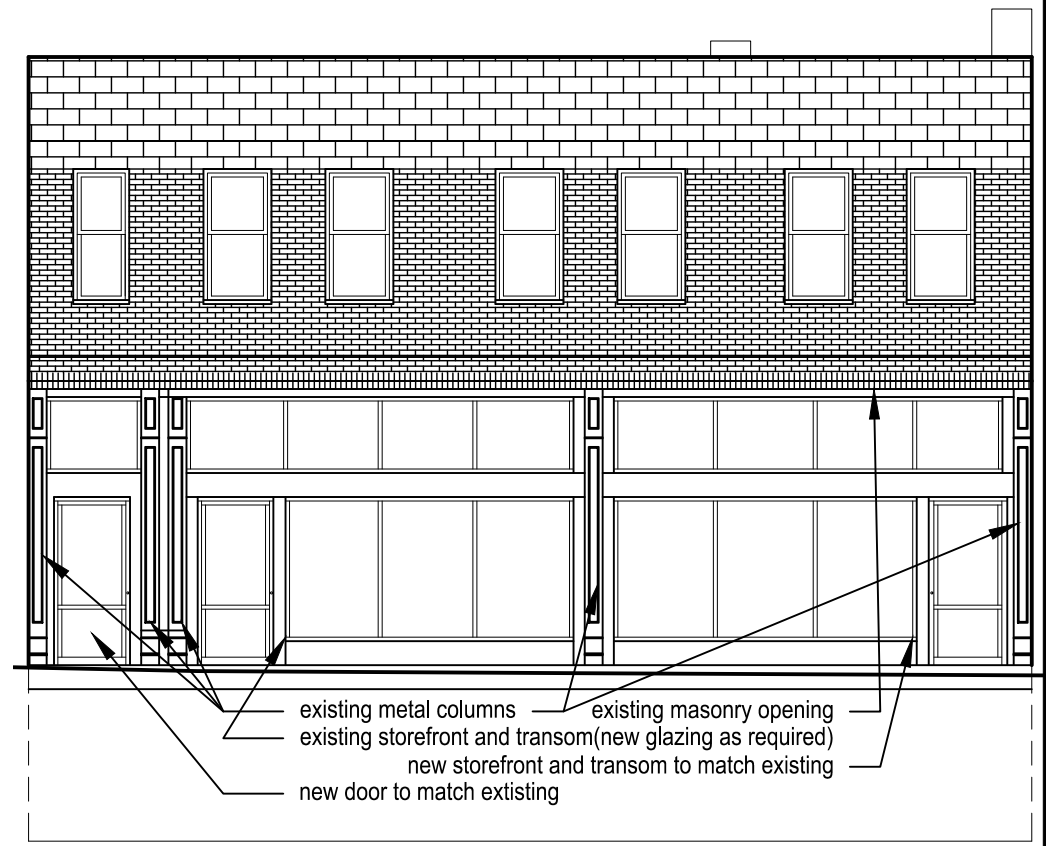 existing metal columns
existing masonry opening
existing storefront and transom(new glazing as required)
new storefront and transom to match existing
new door to match extisting